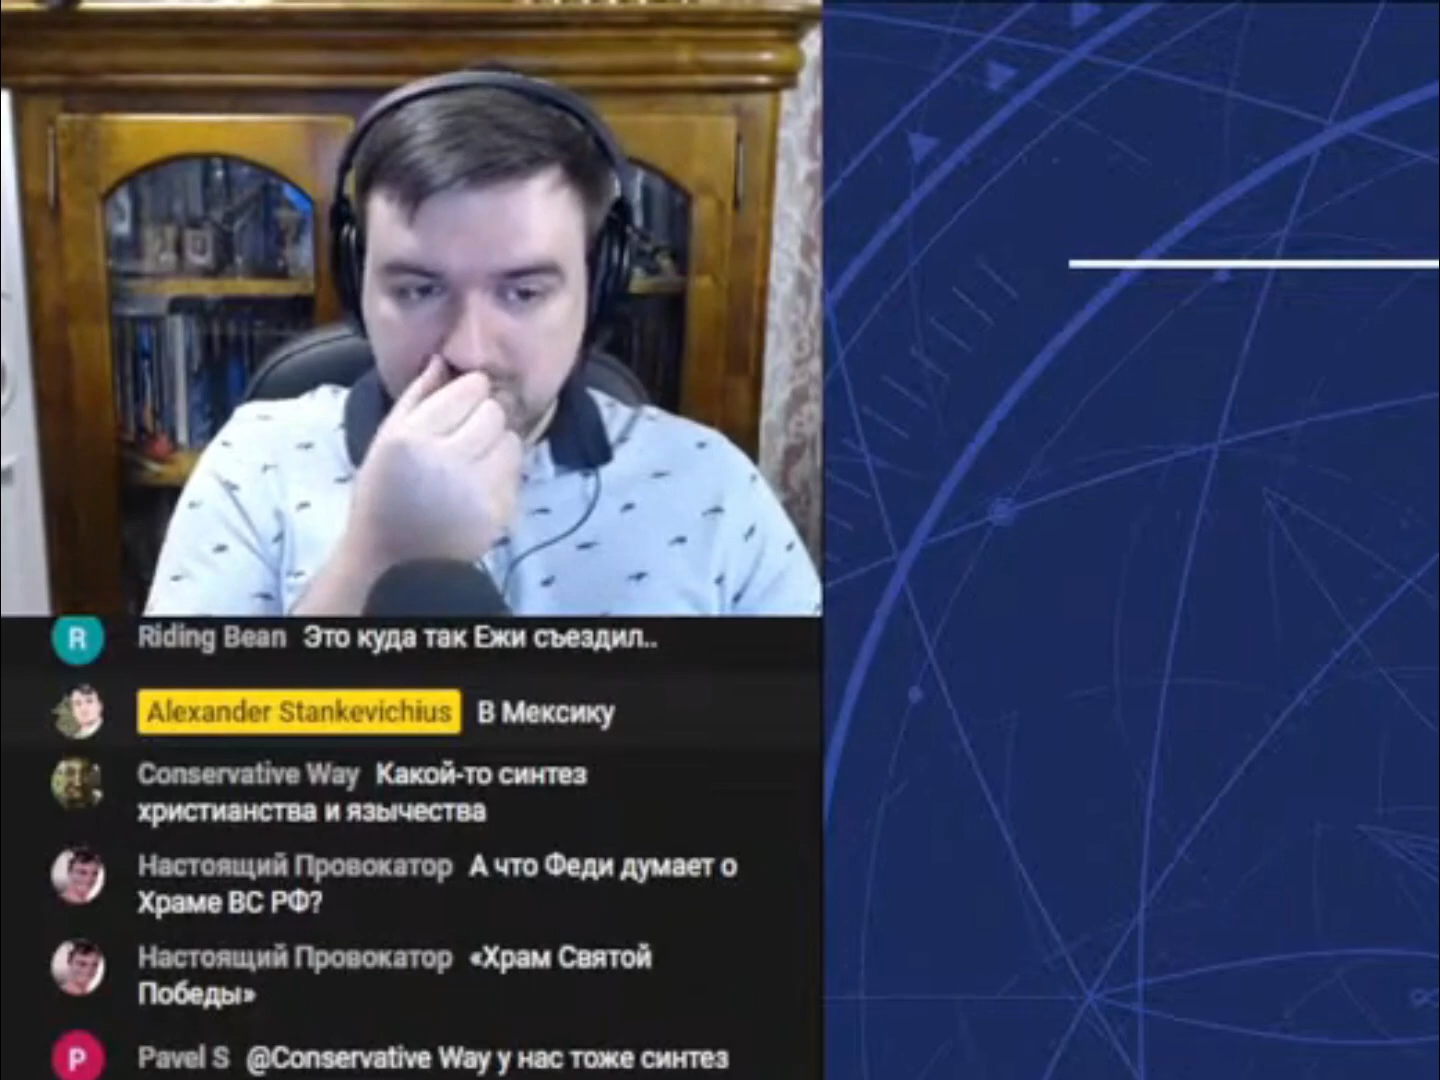 R
Riding Bean Это куда так Ежи съездил..
Alexander Stankevichius В Мексику
Conservative Way Какой-то синтез
христианства и язычества
Настоящий Провокатор А что Феди думает о
Храме ВС РФ?
Настоящий Провокатор «Храм Святой
Победы»
P
Pavel S @Conservative Way у нас тоже синтез